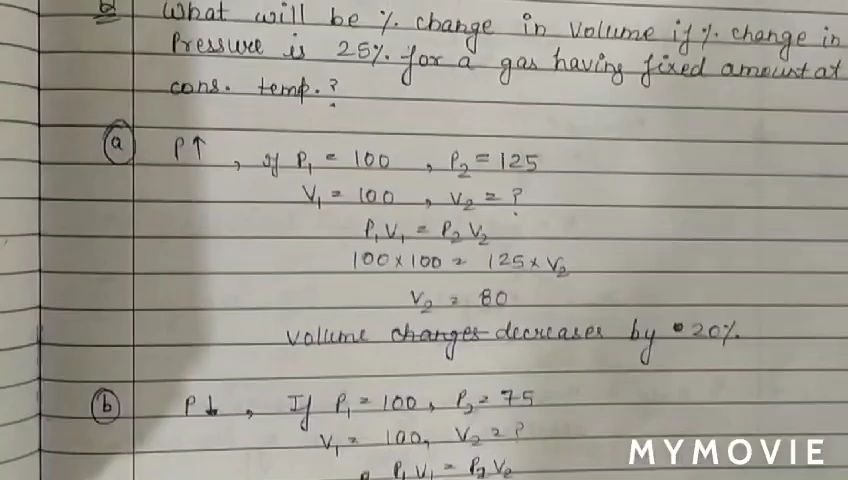 Q What will be % change in volume if % change in
Pressure is 25% for a gas having fixed amount at
cons. temp.?
(a) P↑, if P₁ = 100, P₂ = 125
V₁ = 100, V₂ = ?
P₁V₁ = P₂V₂
100 × 100 = 125 × V₂
V₂ = 80
Volume changes decreases by 20%.
(b) P↓, If P₁ = 100, P₂ = 75
V₁ = 100, V₂ = ?
P₁V₁ = P₂V₂
MYMOVIE